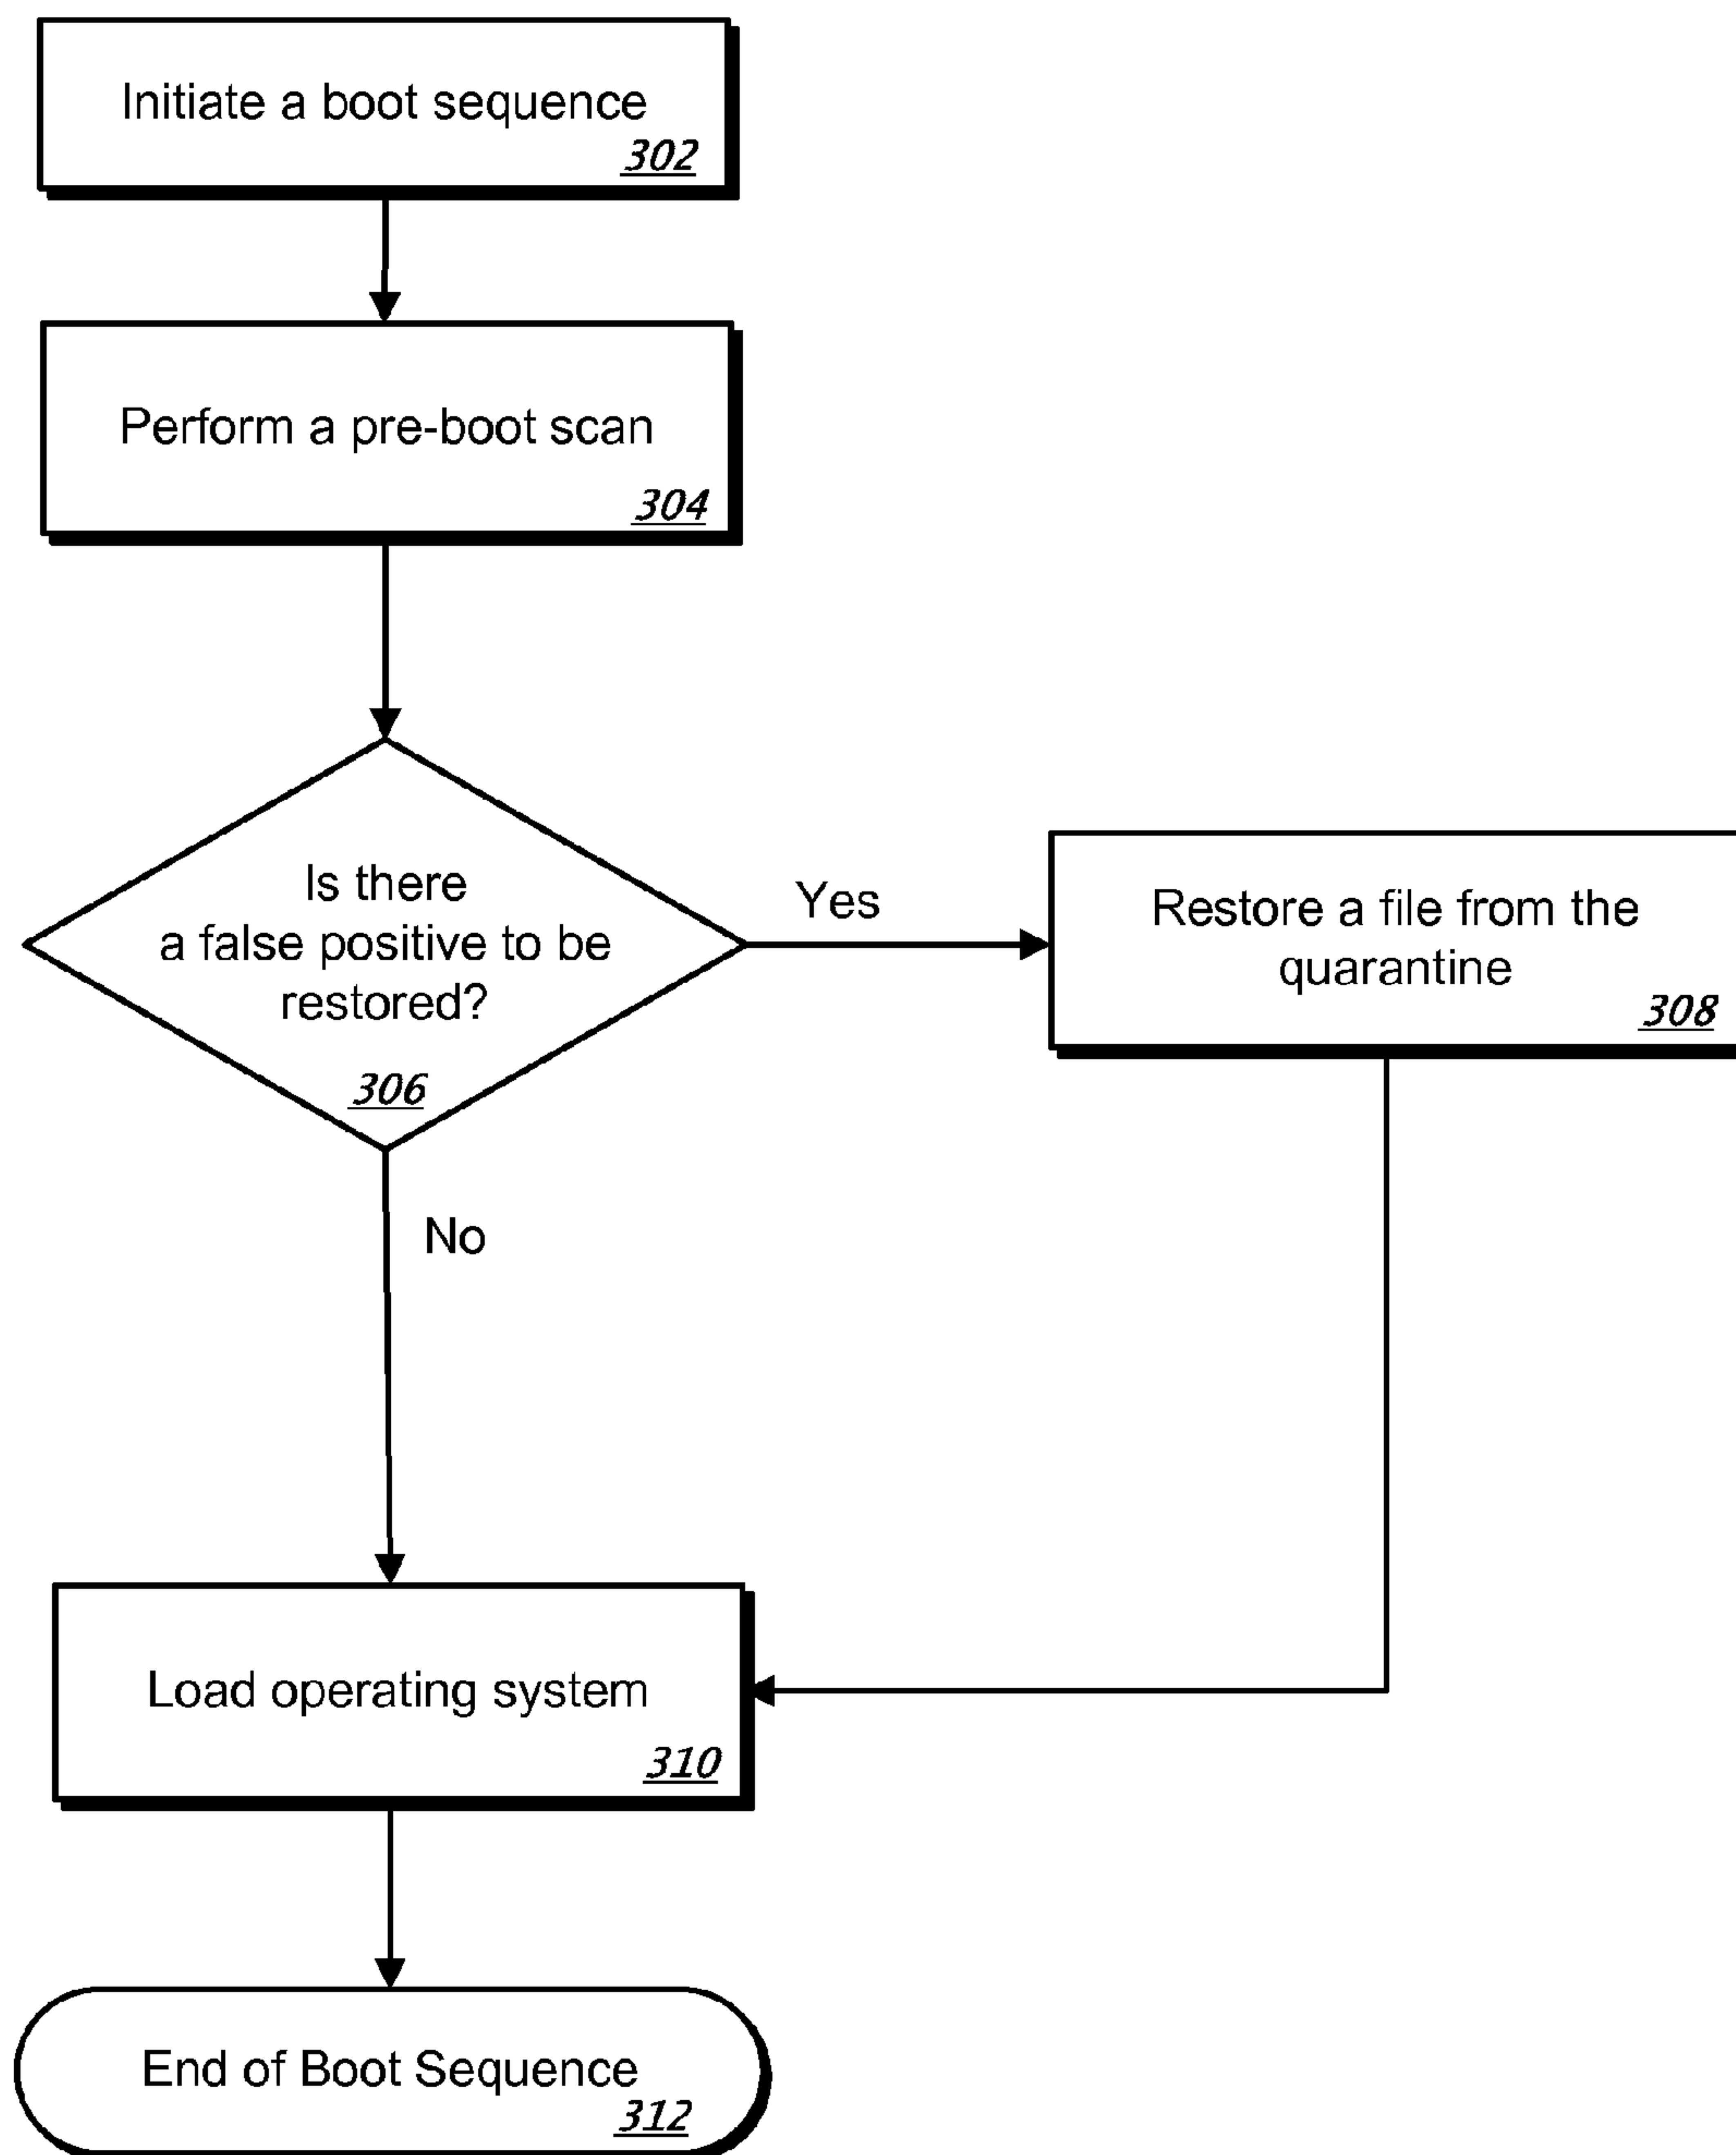 Initiate a boot sequence
302
Perform a pre-boot scan
304
Is there
a false positive to be
restored?
306
Yes
Restore a file from the
quarantine
308
No
Load operating system
310
End of Boot Sequence
312